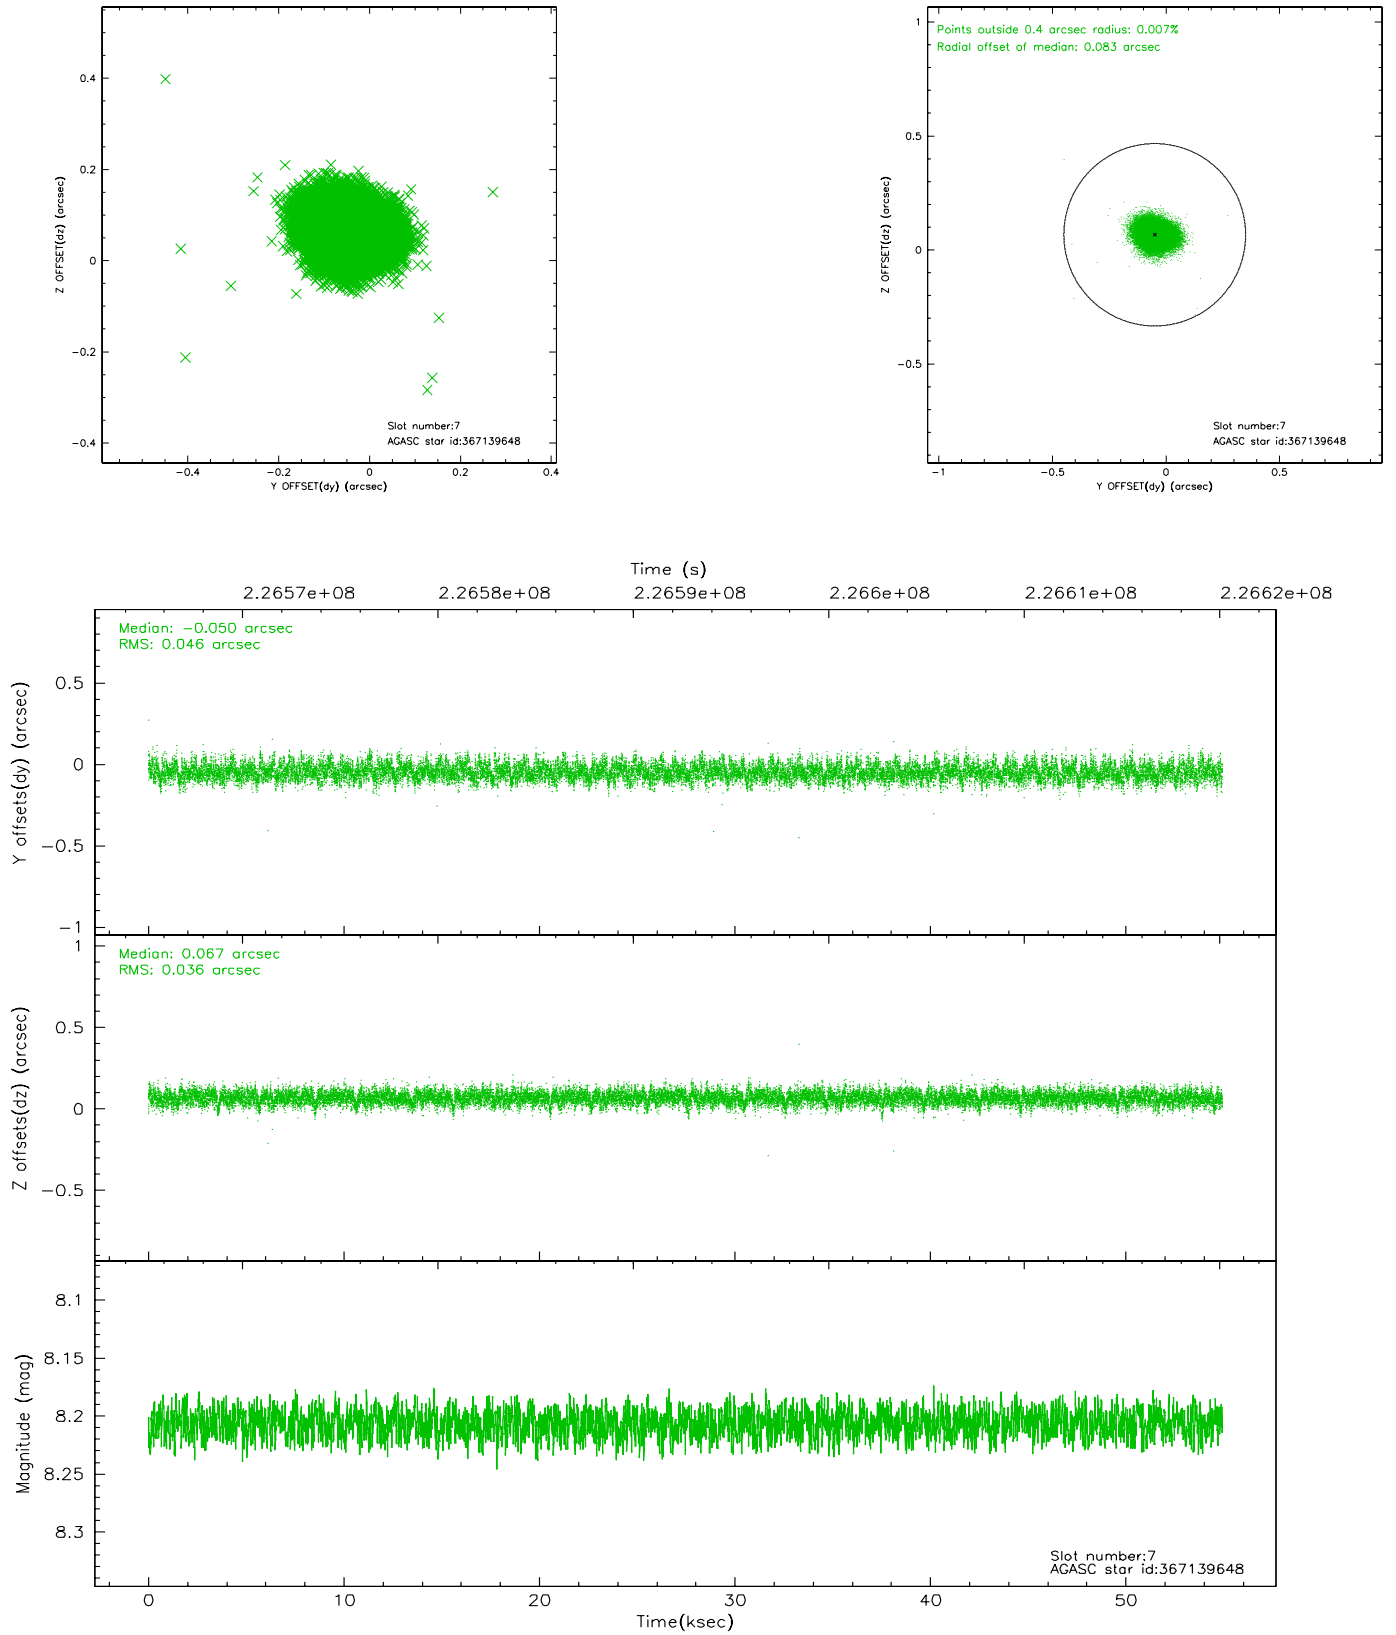 0.4
0.2
0
−0.2
−0.4
Z OFFSET(dz) (arcsec)
Slot number:7
AGASC star id:367139648
−0.4 −0.2 0 0.2 0.4
Y OFFSET(dy) (arcsec)
Points outside 0.4 arcsec radius: 0.007%
Radial offset of median: 0.083 arcsec
1
0.5
0
−0.5
Z OFFSET(dz) (arcsec)
Slot number:7
AGASC star id:367139648
−1 −0.5 0 0.5
Y OFFSET(dy) (arcsec)
Time (s)
2.2657e+08 2.2658e+08 2.2659e+08 2.266e+08 2.2661e+08 2.2662e+08
Median: −0.050 arcsec
RMS: 0.046 arcsec
0.5
0
−0.5
−1
Y offsets(dy) (arcsec)
Median: 0.067 arcsec
RMS: 0.036 arcsec
1
0.5
0
−0.5
Z offsets(dz) (arcsec)
8.1
8.15
8.2
8.25
8.3
Magnitude (mag)
Slot number:7
AGASC star id:367139648
0 10 20 30 40 50
Time(ksec)